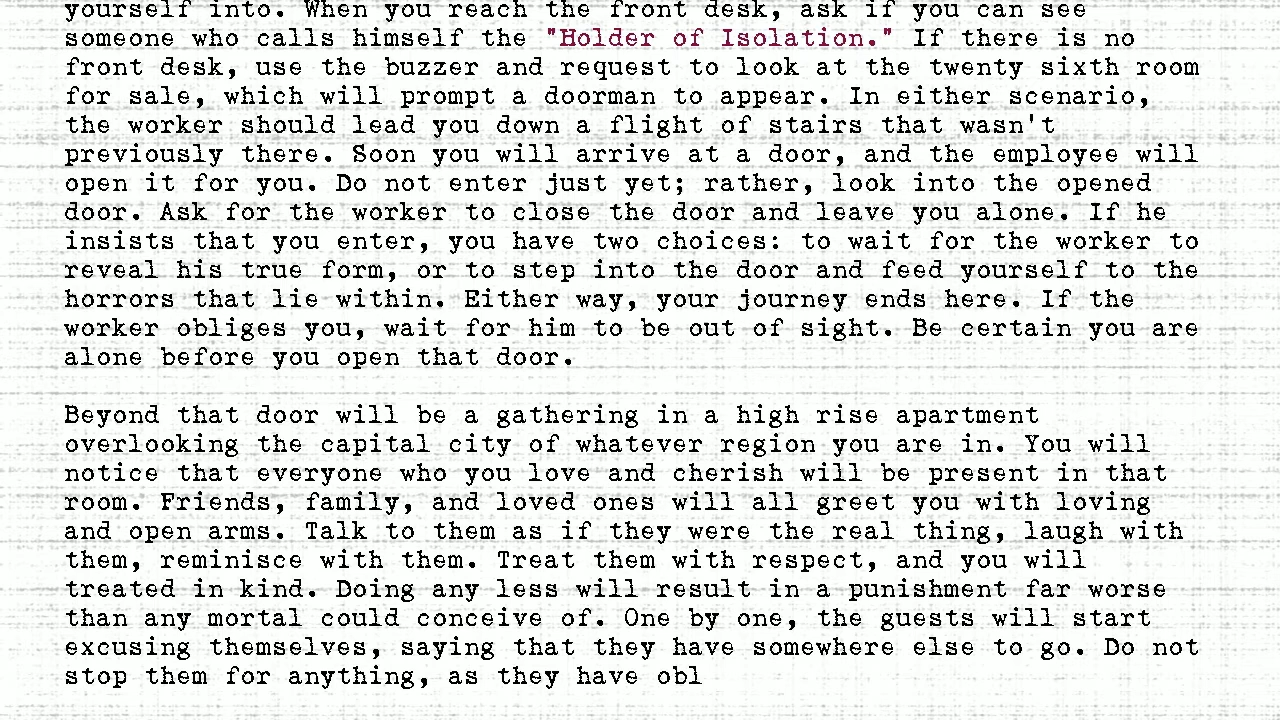 yourself into. When you reach the front desk, ask if you can see
someone who calls himself the "Holder of Isolation." If there is no
front desk, use the buzzer and request to look at the twenty sixth room
for sale, which will prompt a doorman to appear. In either scenario,
the worker should lead you down a flight of stairs that wasn't
previously there. Soon you will arrive at a door, and the employee will
open it for you. Do not enter just yet; rather, look into the opened
door. Ask for the worker to close the door and leave you alone. If he
insists that you enter, you have two choices: to wait for the worker to
reveal his true form, or to step into the door and feed yourself to the
horrors that lie within. Either way, your journey ends here. If the
worker obliges you, wait for him to be out of sight. Be certain you are
alone before you open that door.

Beyond that door will be a gathering in a high rise apartment
overlooking the capital city of whatever region you are in. You will
notice that everyone who you love and cherish will be present in that
room. Friends, family, and loved ones will all greet you with loving
and open arms. Talk to them as if they were the real thing, laugh with
them, reminisce with them. Treat them with respect, and you will
treated in kind. Doing any less will result in a punishment far worse
than any mortal could conceive of. One by one, the guests will start
excusing themselves, saying that they have somewhere else to go. Do not
stop them for anything, as they have obl